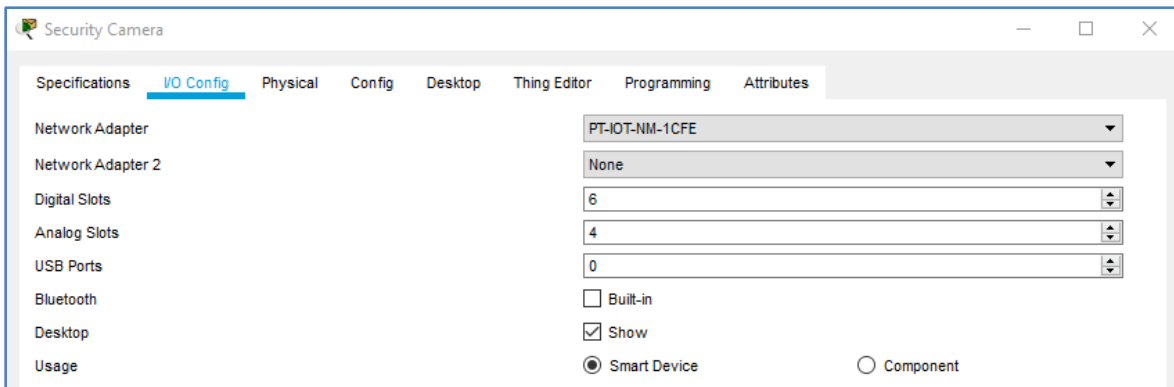 Security Camera
Specifications I/O Config Physical Config Desktop Thing Editor Programming Attributes
Network Adapter PT-IOT-NM-1CFE
Network Adapter 2 None
Digital Slots 6
Analog Slots 4
USB Ports 0
Bluetooth Built-in
Desktop Show
Usage Smart Device Component